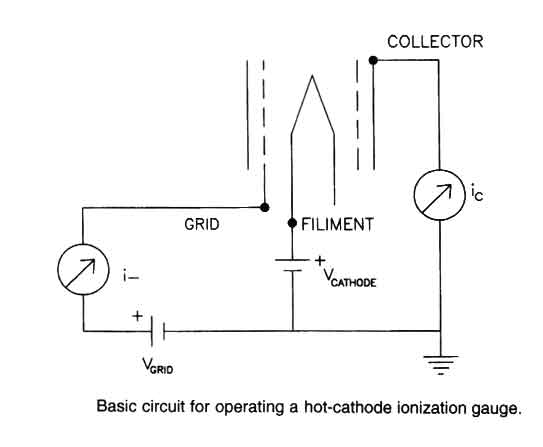 COLLECTOR
GRID
FILIMENT
ic
i–
+
VCATHODE
+
VGRID
Basic circuit for operating a hot-cathode ionization gauge.